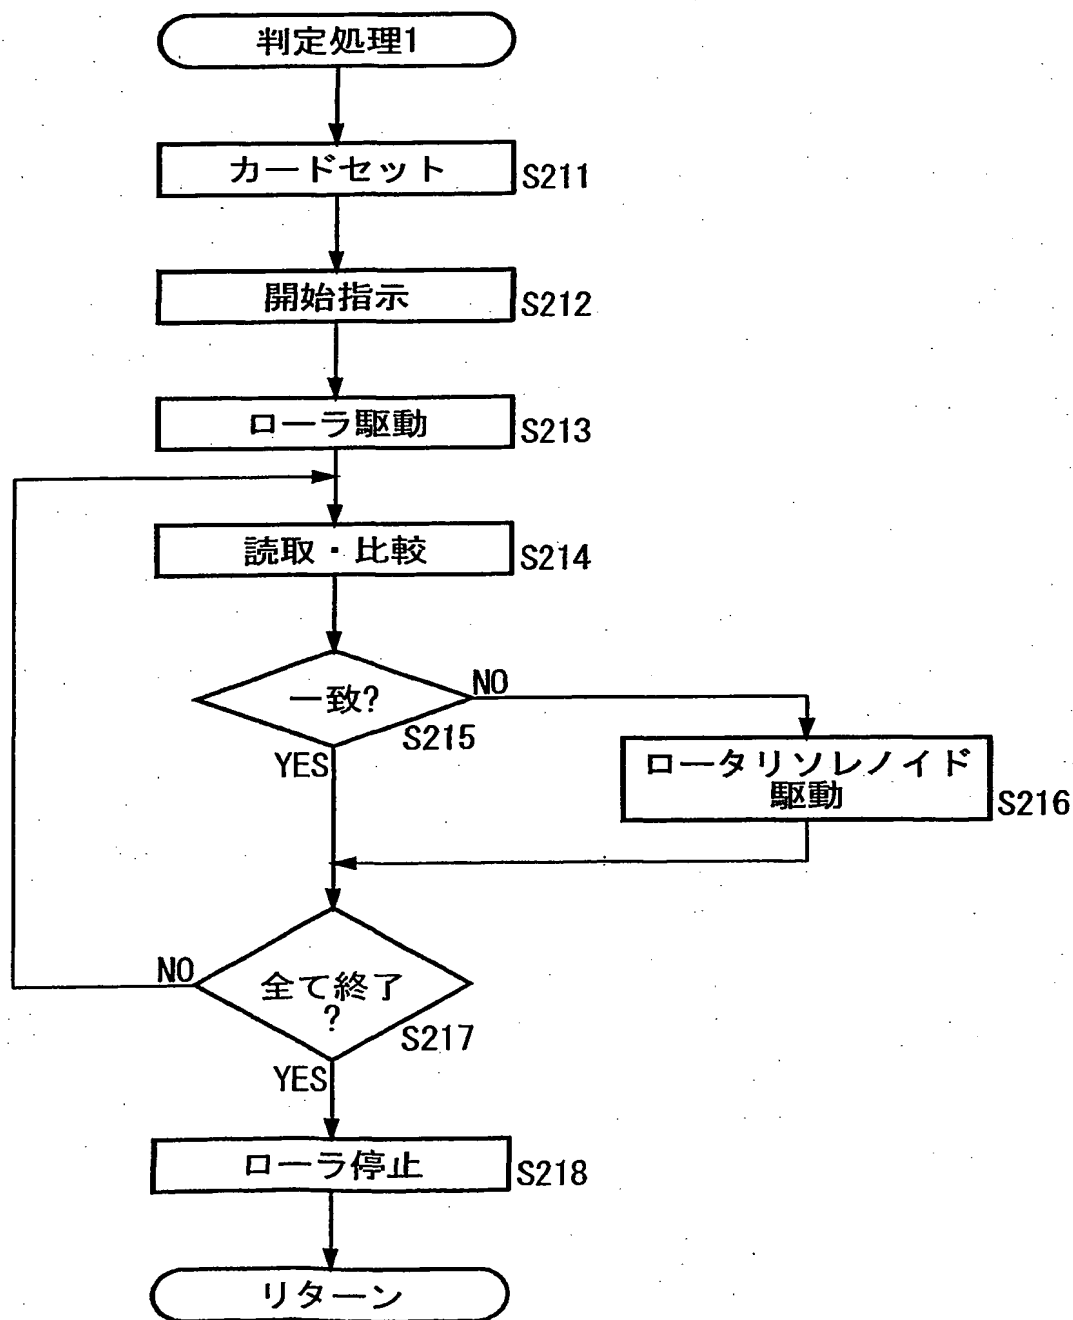 判定処理1
カードセット
S211
開始指示
S212
ローラ駆動
S213
読取・比較
S214
一致?
NO
S215
YES
ロータリソレノイド
駆動
S216
NO
全て終了
?
S217
YES
ローラ停止
S218
リターン